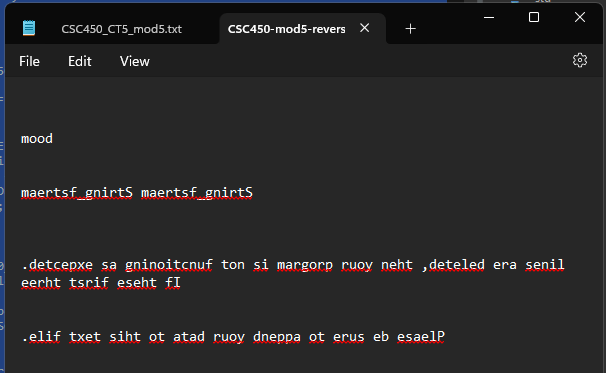 CSC450_CT5_mod5.txt
CSC450-mod5-revers
File Edit View
mood
maertsf_gnirtS maertsf_gnirtS
.detcepxe sa gninoitcnuf ton si margorp ruoy neht ,deteled era senil
eerht tsrif eseht fI
.elif txet siht ot atad ruoy dneppa ot erus eb esaelP